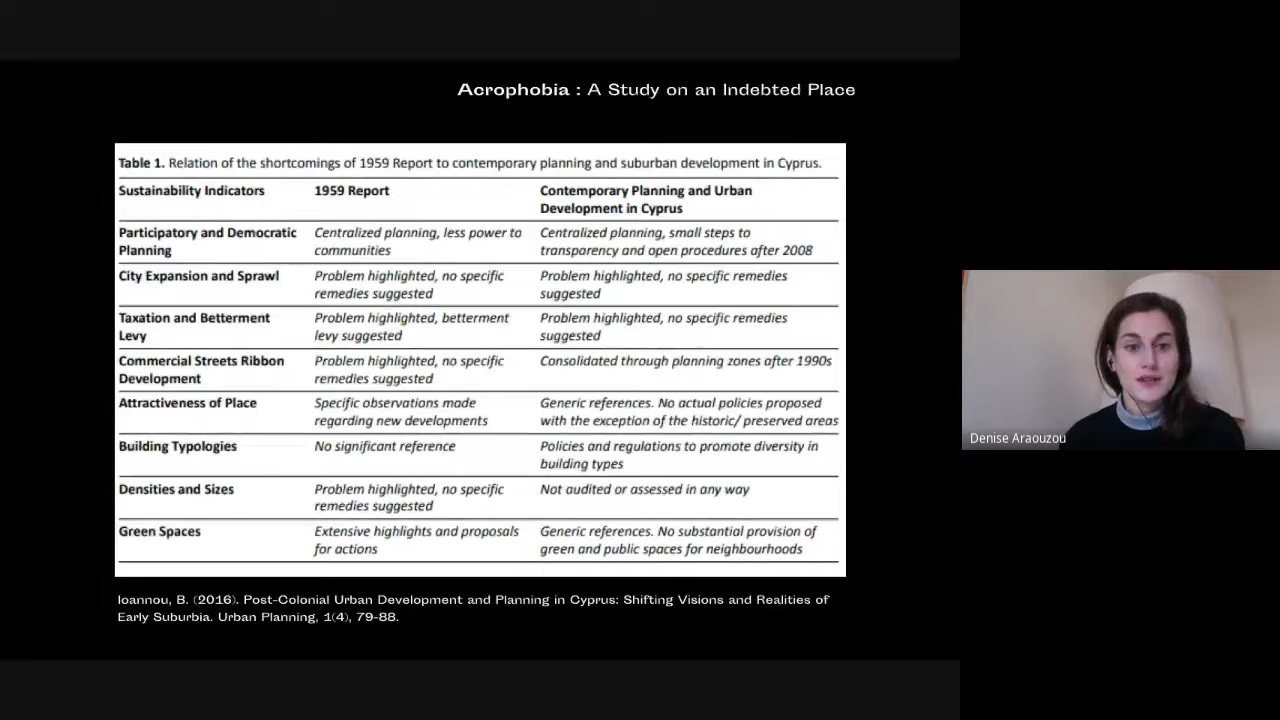 Acrophobia : A Study on an Indebted Place
Table 1. Relation of the shortcomings of 1959 Report to contemporary planning and suburban development in Cyprus.
Sustainability Indicators
1959 Report
Contemporary Planning and Urban
Development in Cyprus
Participatory and Democratic
Planning
Centralized planning, less power to
communities
Centralized planning, small steps to
transparency and open procedures after 2008
City Expansion and Sprawl
Problem highlighted, no specific
remedies suggested
Problem highlighted, no specific remedies
suggested
Taxation and Betterment
Levy
Problem highlighted, betterment
levy suggested
Problem highlighted, no specific remedies
suggested
Commercial Streets Ribbon
Development
Problem highlighted, no specific
remedies suggested
Consolidated through planning zones after 1990s
Attractiveness of Place
Specific observations made
regarding new developments
Generic references. No actual policies proposed
with the exception of the historic/ preserved areas
Building Typologies
No significant reference
Policies and regulations to promote diversity in
building types
Densities and Sizes
Problem highlighted, no specific
remedies suggested
Not audited or assessed in any way
Green Spaces
Extensive highlights and proposals
for actions
Generic references. No substantial provision of
green and public spaces for neighbourhoods
Ioannou, B. (2016). Post-Colonial Urban Development and Planning in Cyprus: Shifting Visions and Realities of
Early Suburbia. Urban Planning, 1(4), 79-88.
Denise Araouzou